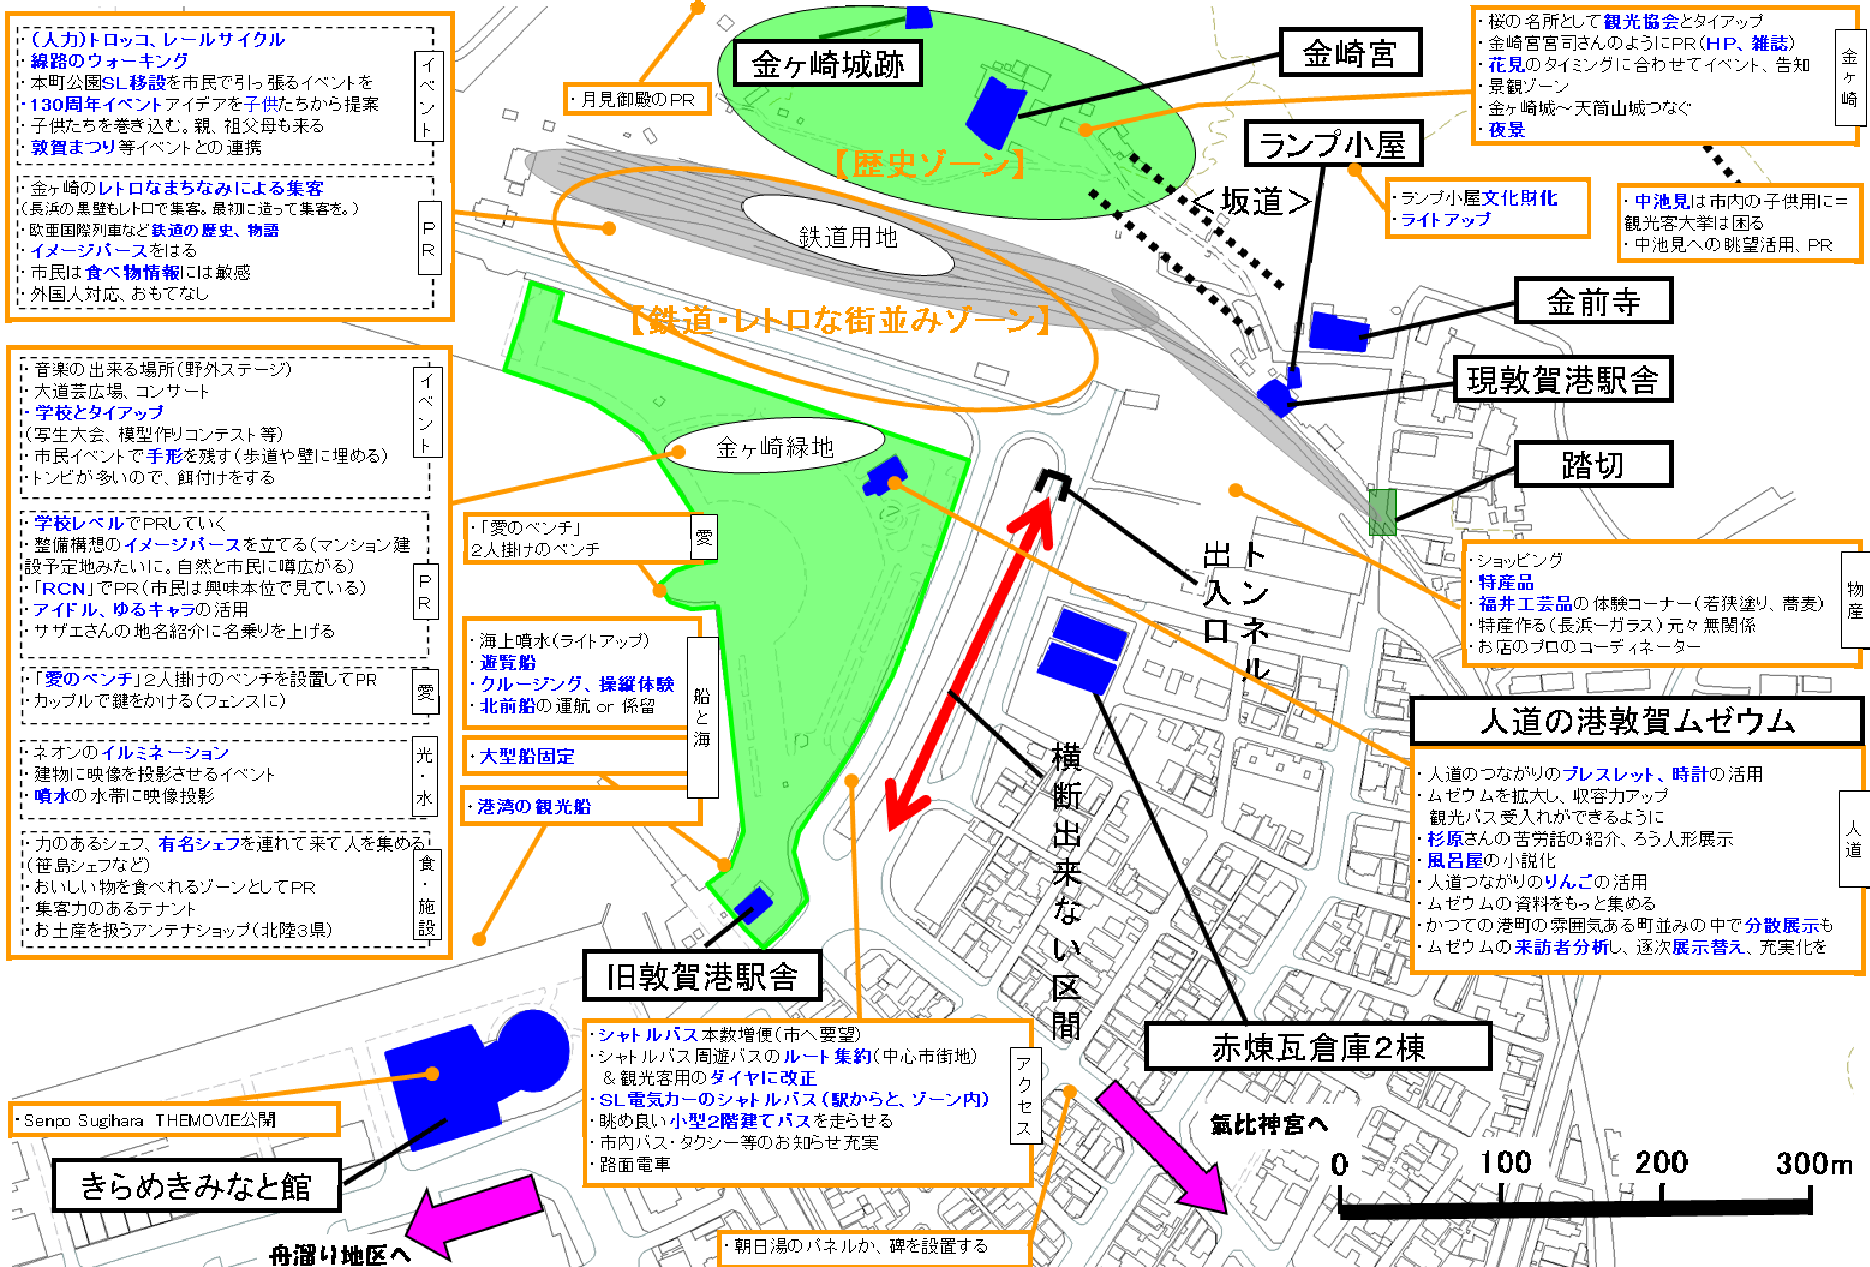 ・(人力)トロッコ、レールサイクル
・線路のウォーキング
・本町公園SL移設を市民で引っ張るイベントを
・130周年イベントアイデアを子供たちから提案
・子供たちを巻き込む。親、祖父母も来る
・敦賀まつり等イベントとの連携
イベント
・金ヶ崎のレトロなまちなみによる集客
(長浜の黒壁もレトロで集客。最初に造って集客を。)
・欧亜国際列車など鉄道の歴史、物語
・イメージパースをはる
・市民は食べ物情報には敏感
・外国人対応、おもてなし
PR
・音楽の出来る場所(野外ステージ)
・大道芸広場、コンサート
・学校とタイアップ
(写生大会、模型作りコンテスト等)
・市民イベントで手形を残す(歩道や壁に埋める)
・トンビが多いので、餌付けをする
イベント
・学校レベルでPRしていく
・整備構想のイメージパースを立てる(マンション建
設予定地みたいに。自然と市民に噂広がる)
・「RCN」でPR(市民は興味本位で見ている)
・アイドル、ゆるキャラの活用
・サザエさんの地名紹介に名乗りを上げる
PR
・「愛のベンチ」2人掛けのベンチを設置してPR
・カップルで鍵をかける(フェンスに)
愛
・ネオンのイルミネーション
・建物に映像を投影させるイベント
・噴水の水帯に映像投影
光・水
・力のあるシェフ、有名シェフを連れて来て人を集める
(笹島シェフなど)
・おいしい物を食べれるゾーンとしてPR
・集客力のあるテナント
・お土産を扱うアンテナショップ(北陸3県)
食・施設
・月見御殿のPR
金ヶ崎城跡
金崎宮
【歴史ゾーン】
・桜の名所として観光協会とタイアップ
・金崎宮宮司さんのようにPR(HP、雑誌)
・花見のタイミングに合わせてイベント、告知
・景観ゾーン
・金ヶ崎城～天筒山城つなぐ
・夜景
金ヶ崎
ランプ小屋
<坂道>
・ランプ小屋文化財化
・ライトアップ
・中池見は市内の子供用に=
観光客大挙は困る
・中池見への眺望活用、PR
鉄道用地
【鉄道・レトロな街並みゾーン】
金前寺
現敦賀港駅舎
踏切
金ヶ崎緑地
・「愛のベンチ」
2人掛けのベンチ
愛
・海上噴水(ライトアップ)
・遊覧船
・クルージング、操縦体験
・北前船の運航 or 係留
・大型船固定
船と海
・港湾の観光船
トンネル
出入口
・ショッピング
・特産品
・福井工芸品の体験コーナー(若狭塗り、蕎麦)
・特産作る(長浜ーガラス)元々無関係
・お店のプロのコーディネーター
物産
人道の港敦賀ムゼウム
・人道のつながりのブレスレット、時計の活用
・ムゼウムを拡大し、収容力アップ
観光バス受入れができるように
・杉原さんの苦労話の紹介、ろう人形展示
・風呂屋の小説化
・人道つながりのりんごの活用
・ムゼウムの資料をもっと集める
・かつての港町の雰囲気ある町並みの中で分散展示も
・ムゼウムの来訪者分析し、逐次展示替え、充実化を
人道
横断出来ない区間
旧敦賀港駅舎
赤煉瓦倉庫2棟
・シャトルバス本数増便(市へ要望)
・シャトルバス周遊バスのルート集約(中心市街地)
&観光客用のダイヤに改正
・SL電気カーのシャトルバス(駅からと、ゾーン内)
・眺め良い小型2階建てバスを走らせる
・市内バス・タクシー等のお知らせ充実
・路面電車
アクセス
・Senpo Sugihara THEMOVIE公開
きらめきみなと館
舟溜り地区へ
・朝日湯のパネルか、碑を設置する
氣比神宮へ
0 100 200 300m